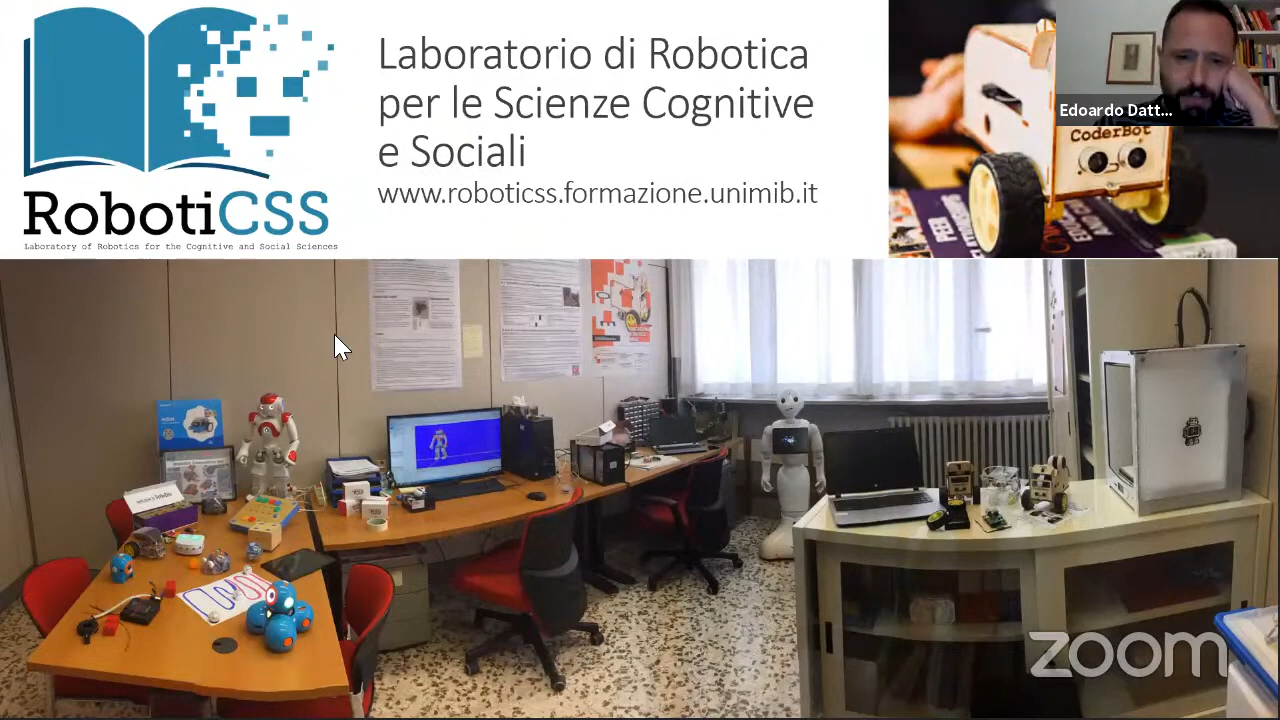 Laboratorio di Robotica
per le Scienze Cognitive
e Sociali
www.roboticss.formazione.unimib.it
RobotiCSS
Laboratory of Robotics for the Cognitive and Social Sciences
Edoardo Datt...
CoderBot
zoom